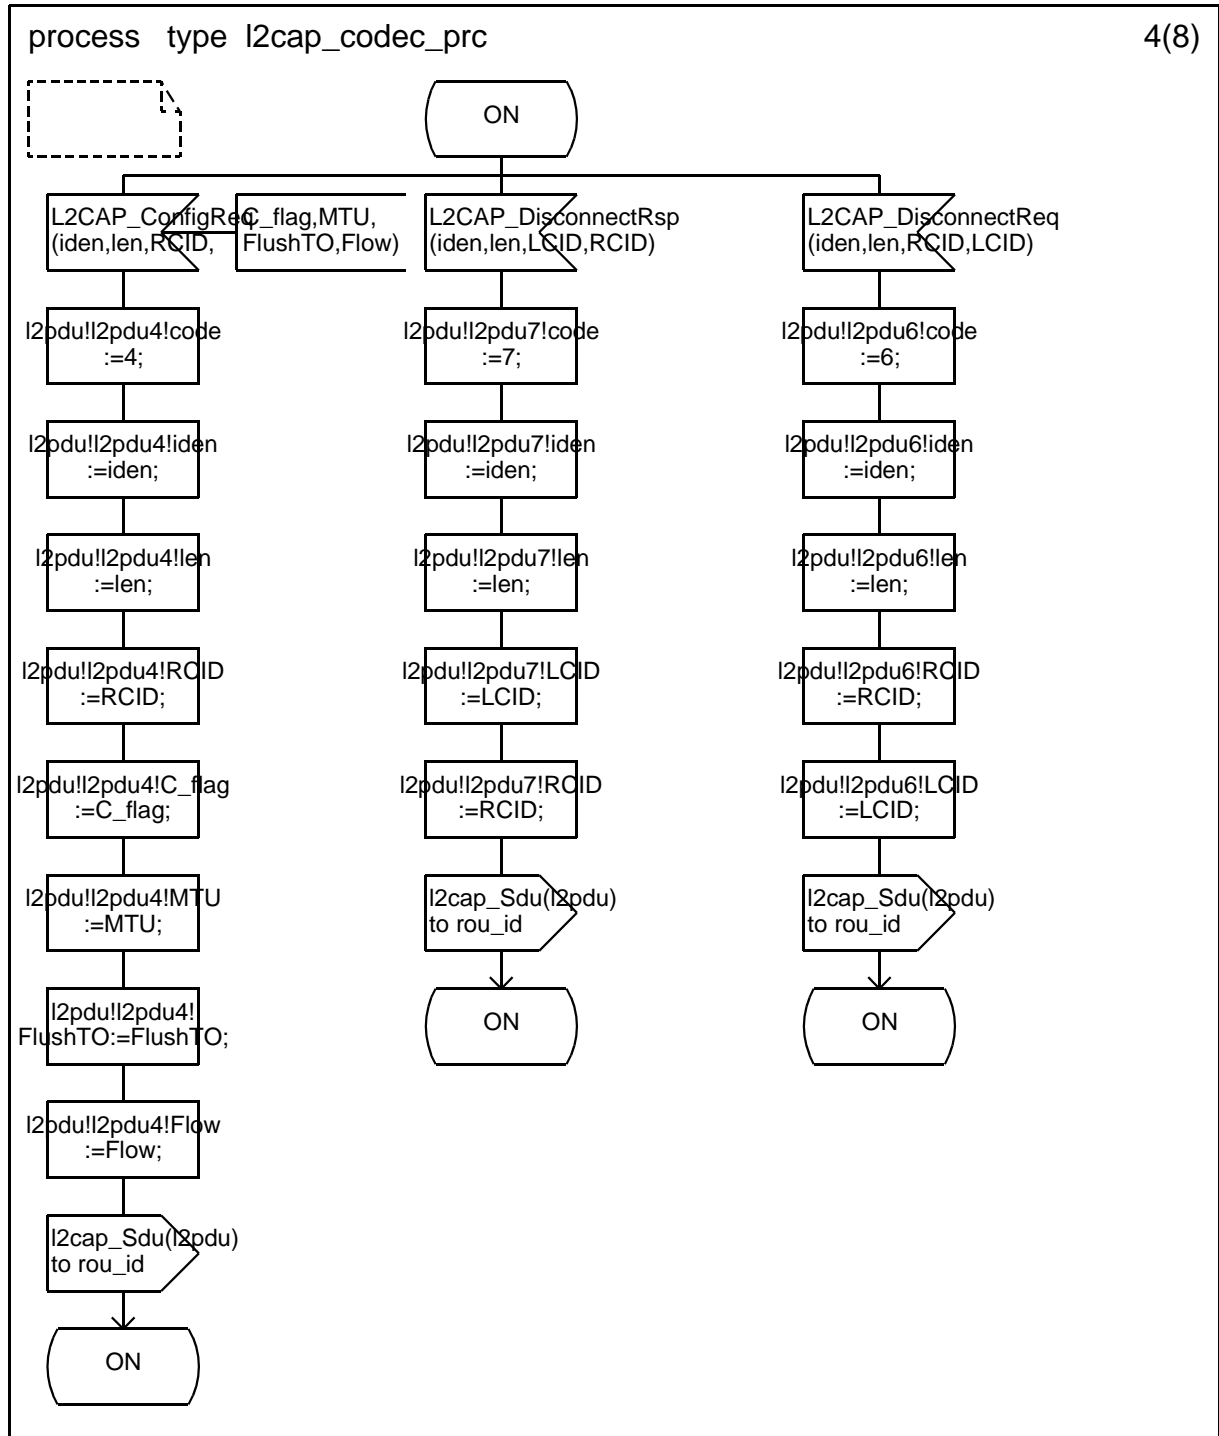 process type l2cap_codec_prc
4(8)
ON
L2CAP_ConfigReq
(iden,len,RCID,
C_flag,MTU,
FlushTO,Flow)
l2pdu!l2pdu4!code
:=4;
l2pdu!l2pdu4!iden
:=iden;
l2pdu!l2pdu4!len
:=len;
l2pdu!l2pdu4!RCID
:=RCID;
l2pdu!l2pdu4!C_flag
:=C_flag;
l2pdu!l2pdu4!MTU
:=MTU;
l2pdu!l2pdu4!
FlushTO:=FlushTO;
l2pdu!l2pdu4!Flow
:=Flow;
l2cap_Sdu(l2pdu)
to rou_id
ON
L2CAP_DisconnectRsp
(iden,len,LCID,RCID)
l2pdu!l2pdu7!code
:=7;
l2pdu!l2pdu7!iden
:=iden;
l2pdu!l2pdu7!len
:=len;
l2pdu!l2pdu7!LCID
:=LCID;
l2pdu!l2pdu7!RCID
:=RCID;
l2cap_Sdu(l2pdu)
to rou_id
ON
L2CAP_DisconnectReq
(iden,len,RCID,LCID)
l2pdu!l2pdu6!code
:=6;
l2pdu!l2pdu6!iden
:=iden;
l2pdu!l2pdu6!len
:=len;
l2pdu!l2pdu6!RCID
:=RCID;
l2pdu!l2pdu6!LCID
:=LCID;
l2cap_Sdu(l2pdu)
to rou_id
ON